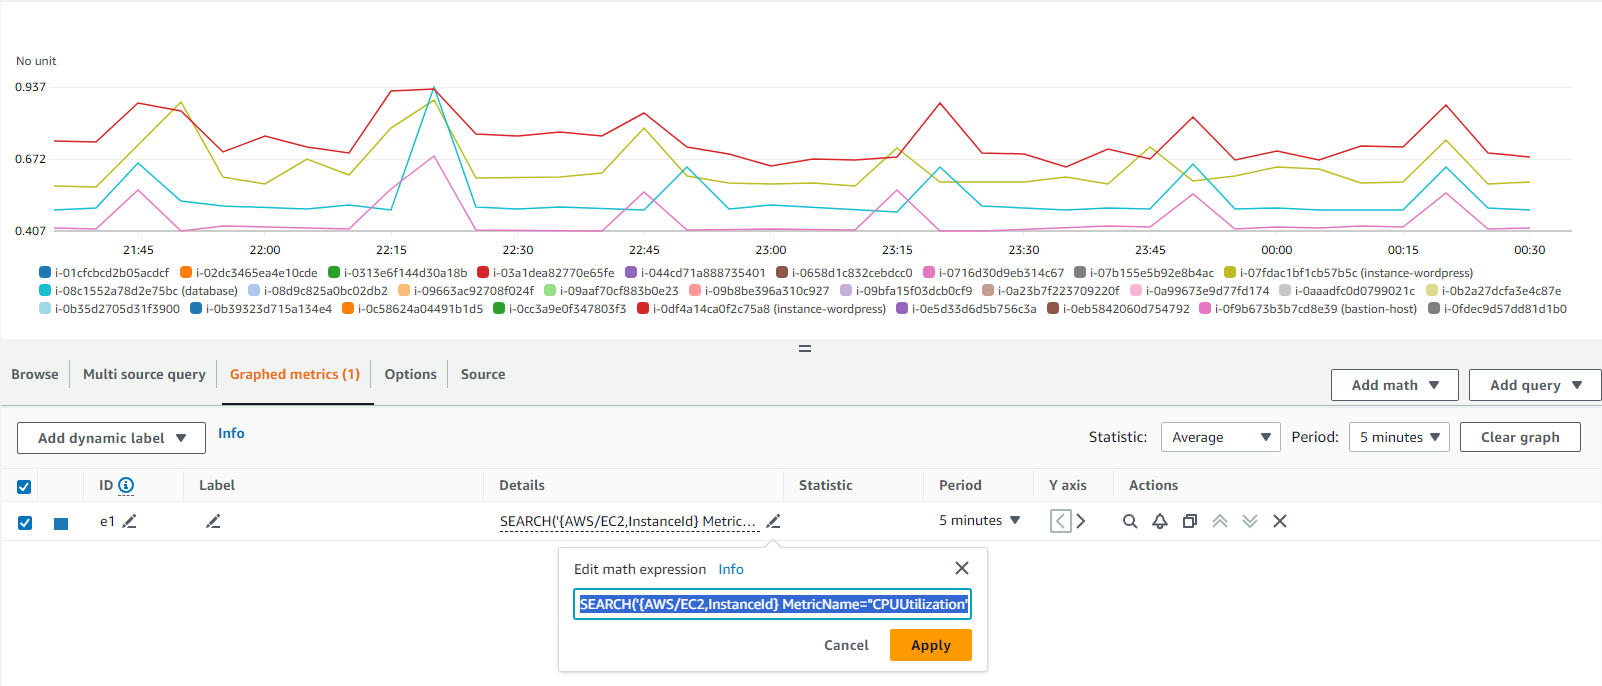 No unit
0.937
0.672
0.407
21:45 22:00 22:15 22:30 22:45 23:00 23:15 23:30 23:45 00:00 00:15 00:30
i-01cfcbcd2b05acdcf i-02dc3465ea4e10cde i-0313e6f144d30a18b i-03a1dea82770e65fe i-044cd71a888735401 i-0658d1c832cebdcc0 i-0716d30d9eb314c67 i-07b155e5b92e8b4ac i-07fdac1bf1cb57b5c (instance-wordpress)
i-08c1552a78d2e75bc (database) i-08d9c825a0bc02db2 i-09663ac92708f024f i-09aaf70cf883b0e23 i-09b8be396a310c927 i-09bfa15f03dcb0cf9 i-0a23b7f223709220f i-0a99673e9d77fd174 i-0aaadfc0d0799021c i-0b2a27dcfa3e4c87e
i-0b35d2705d31f3900 i-0b39323d715a134e4 i-0c58624a04491b1d5 i-0cc3a9e0f347803f3 i-0df4a14ca0f2c75a8 (instance-wordpress) i-0e5d33d6d5b756c3a i-0eb5842060d754792 i-0f9b673b3b7cd8e39 (bastion-host) i-0fdec9d57dd81d1b0
Browse Multi source query Graphed metrics (1) Options Source
Add math Add query
Add dynamic label Info Statistic: Average Period: 5 minutes Clear graph
ID Label Details Statistic Period Y axis Actions
e1 SEARCH('{AWS/EC2,InstanceId} Metric... 5 minutes
Edit math expression Info
SEARCH('{AWS/EC2,InstanceId} MetricName="CPUUtilization"
Cancel Apply